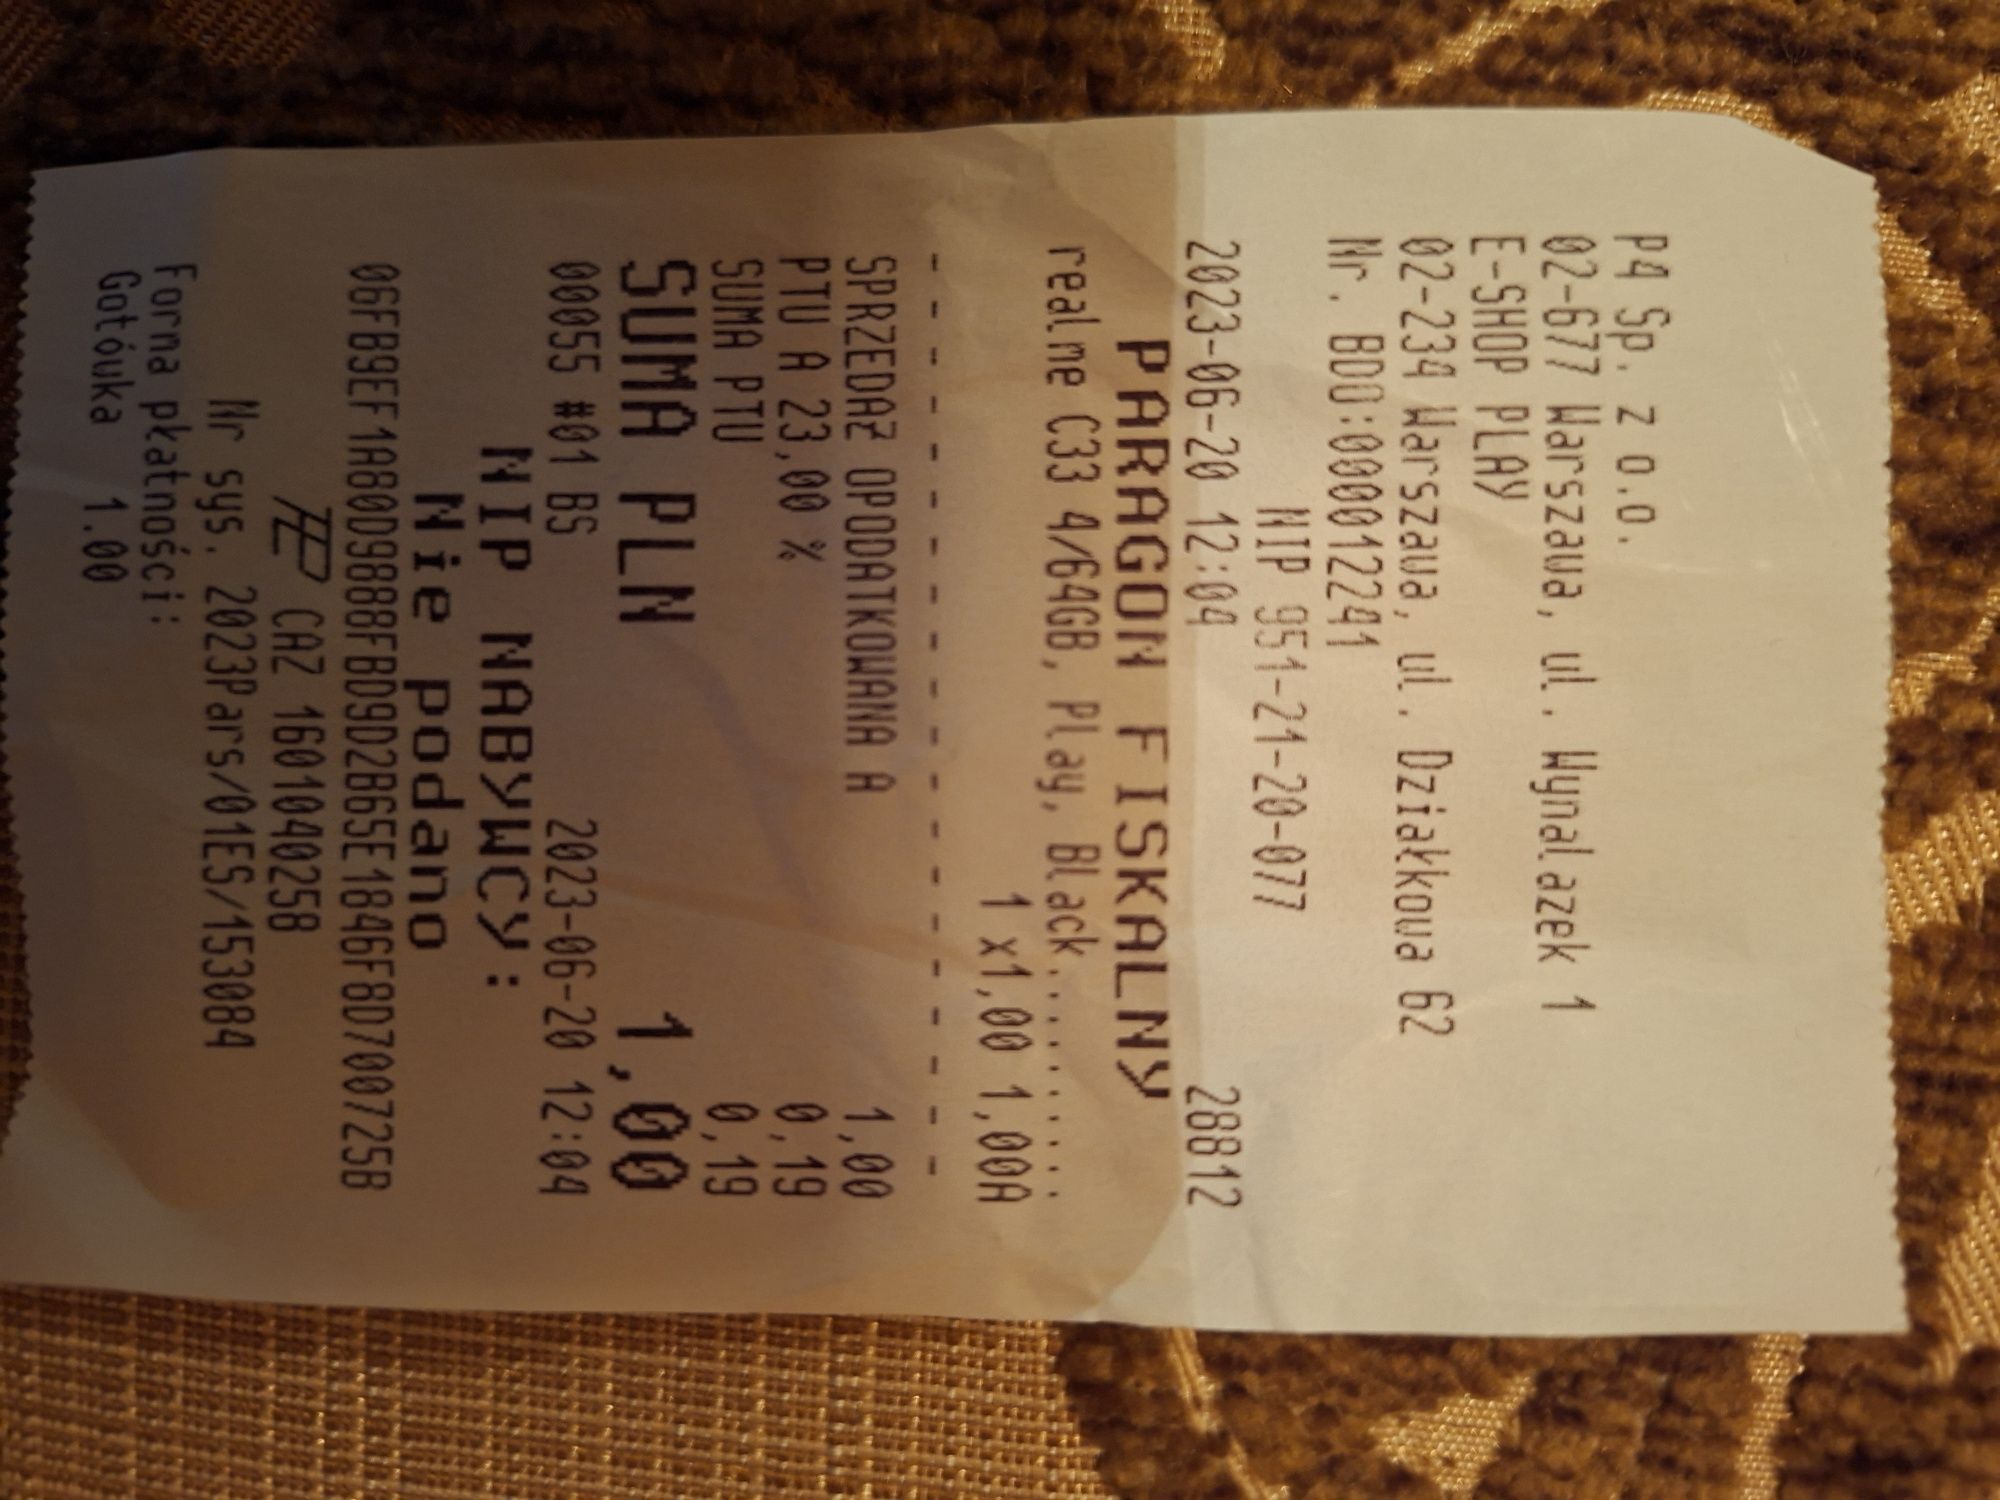 P4 Sp. z o.o.
02-677 Warszawa, ul. Wynalazek 1
E-SHOP PLAY
02-234 Warszawa, ul. Działkowa 62
Nr. BDO:000012241
NIP 951-21-20-077
2023-06-20 12:04 28812
PARAGON FISKALNY
realme C33 4/64GB, Play, Black..........
1 x1,00 1,00A
- - - - - - - - - - - - - - - - - - - -
SPRZEDAŻ OPODATKOWANA A 1,00
PTU A 23,00 % 0,19
SUMA PTU 0,19
SUMA PLN 1,00
00055 #01 BS 2023-06-20 12:04
NIP NABYWCY:
Nie podano
06FB9EF1A80D9888FBD9D2B65E1846F8D700725B
CAZ 1601040258
Nr sys. 2023Pars/01ES/153084
Forma płatności:
Gotówka 1.00